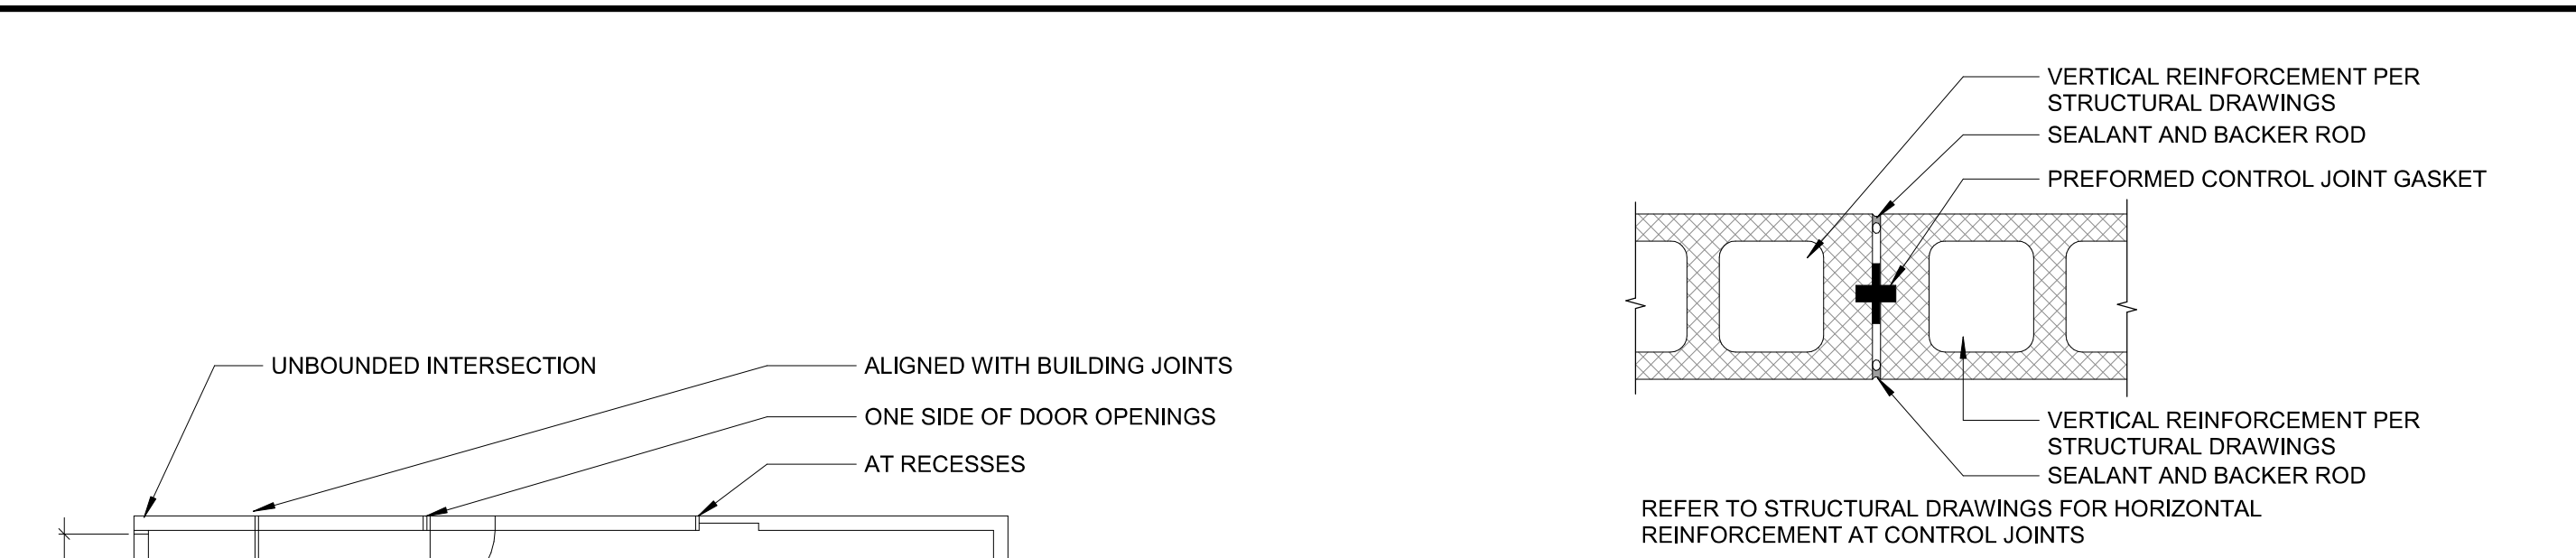 UNBOUNDED INTERSECTION
ALIGNED WITH BUILDING JOINTS
ONE SIDE OF DOOR OPENINGS
AT RECESSES
VERTICAL REINFORCEMENT PER
STRUCTURAL DRAWINGS
SEALANT AND BACKER ROD
PREFORMED CONTROL JOINT GASKET
VERTICAL REINFORCEMENT PER
STRUCTURAL DRAWINGS
SEALANT AND BACKER ROD
REFER TO STRUCTURAL DRAWINGS FOR HORIZONTAL
REINFORCEMENT AT CONTROL JOINTS